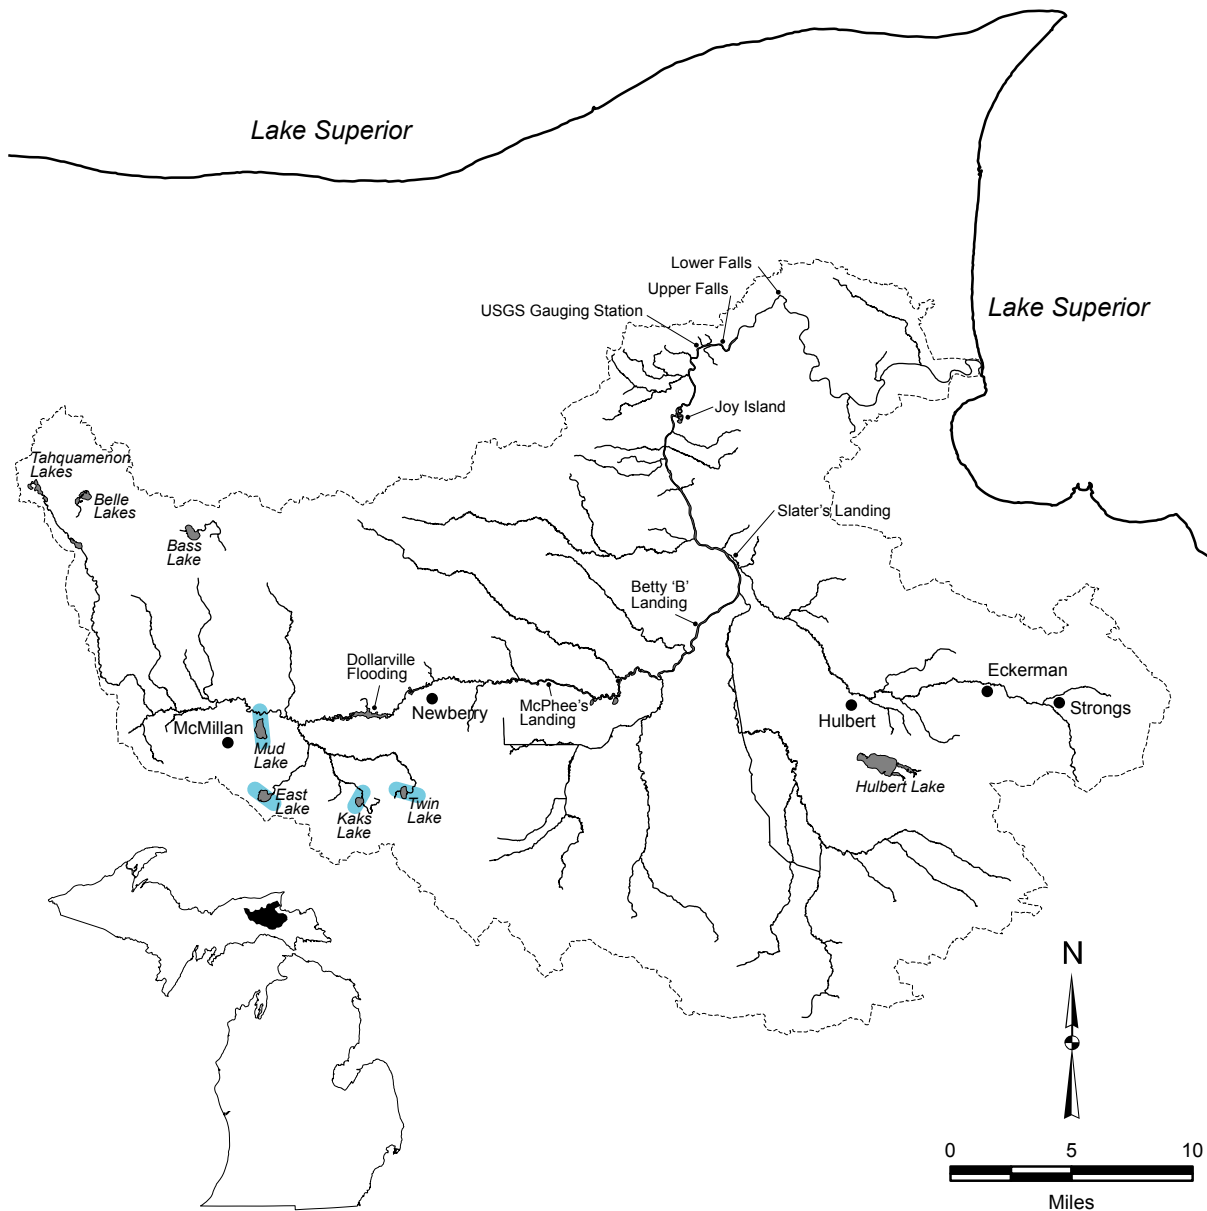 Lake Superior
Lower Falls
Upper Falls
USGS Gauging Station
Lake Superior
Joy Island
Tahquamenon
Lakes
Belle
Lakes
Bass
Lake
Slater's Landing
Betty 'B'
Landing
Dollarville
Flooding
Eckerman
McPhee's
Landing
Newberry
Hulbert
Strongs
McMillan
Mud
Lake
Hulbert Lake
East
Lake
Kaks
Lake
Twin
Lake
N
0 5 10
Miles